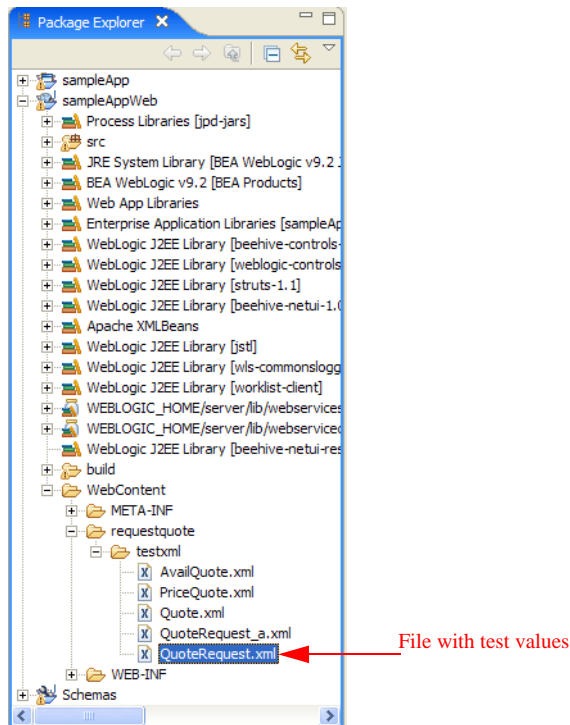 Package Explorer
sampleApp
sampleAppWeb
Process Libraries [jpd-jars]
src
JRE System Library [BEA WebLogic v9.2 J
BEA WebLogic v9.2 [BEA Products]
Web App Libraries
Enterprise Application Libraries [sampleAp
WebLogic J2EE Library [beehive-controls-
WebLogic J2EE Library [weblogic-controls
WebLogic J2EE Library [struts-1.1]
WebLogic J2EE Library [beehive-netui-1.0
Apache XMLBeans
WebLogic J2EE Library [jstl]
WebLogic J2EE Library [wls-commonslogg
WebLogic J2EE Library [worklist-client]
WEBLOGIC_HOME/server/lib/webservices
WEBLOGIC_HOME/server/lib/webservicec
WebLogic J2EE Library [beehive-netui-res
build
WebContent
META-INF
requestquote
testxml
AvailQuote.xml
PriceQuote.xml
Quote.xml
QuoteRequest_a.xml
QuoteRequest.xml
File with test values
WEB-INF
Schemas